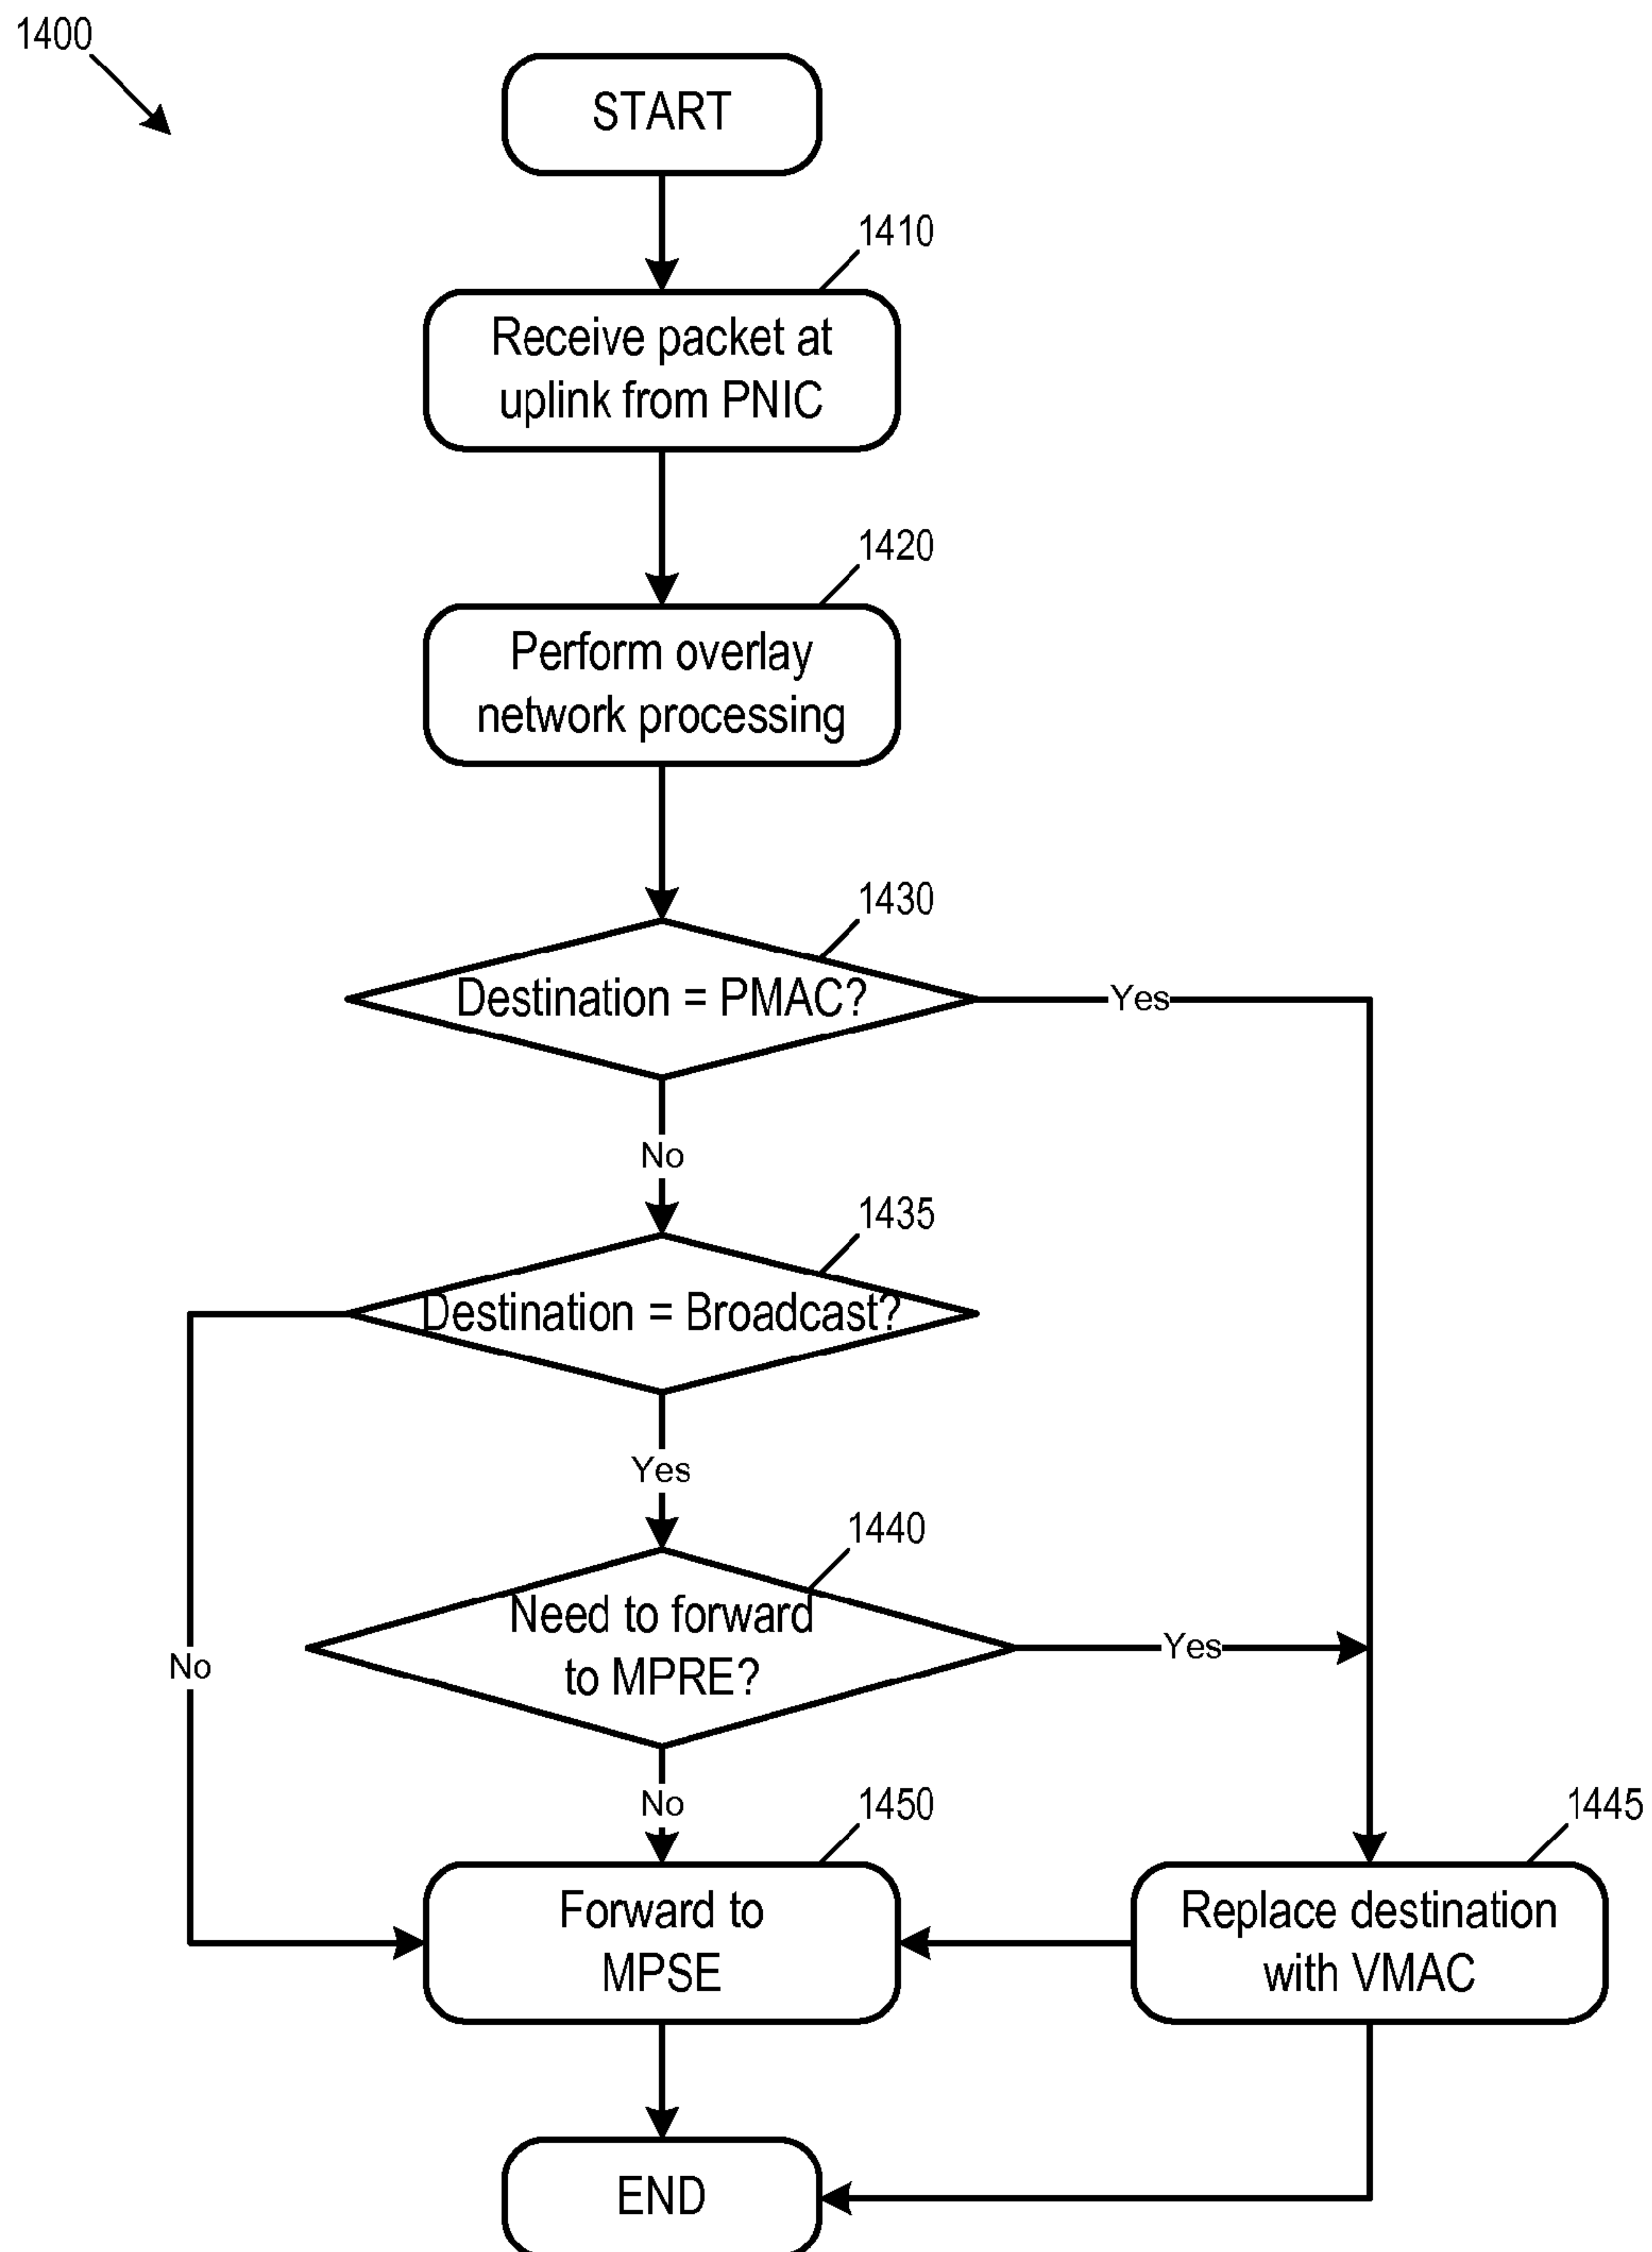 1400
START
1410
Receive packet at
uplink from PNIC
1420
Perform overlay
network processing
1430
Destination = PMAC?
Yes
No
1435
Destination = Broadcast?
Yes
1440
Need to forward
to MPRE?
Yes
No
No
1450
1445
Forward to
MPSE
Replace destination
with VMAC
END